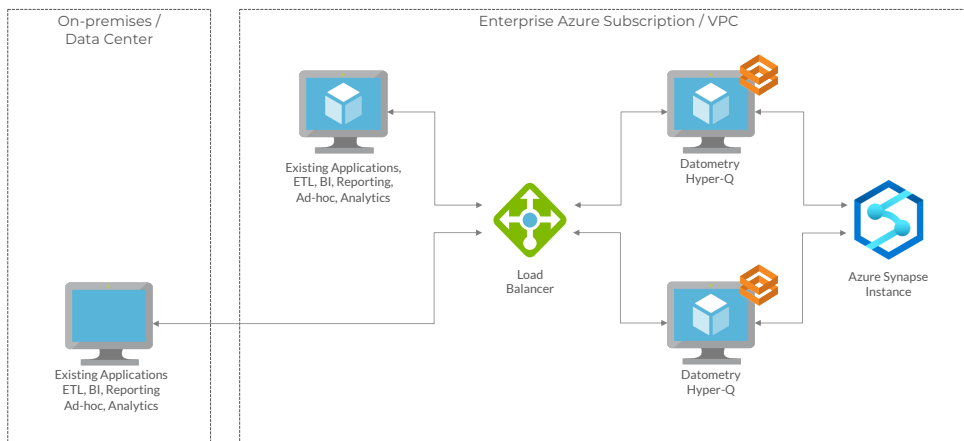 On-premises /
Data Center
Enterprise Azure Subscription / VPC
Existing Applications,
ETL, BI, Reporting,
Ad-hoc, Analytics
Datometry
Hyper-Q
Load
Balancer
Azure Synapse
Instance
Existing Applications
ETL, BI, Reporting
Ad-hoc, Analytics
Datometry
Hyper-Q